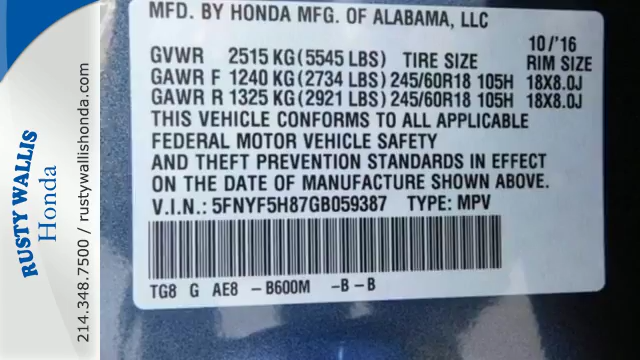 MFD. BY HONDA MFG. OF ALABAMA, LLC
10/'16
GVWR 2515 KG(5545 LBS) TIRE SIZE RIM SIZE
GAWR F 1240 KG(2734 LBS) 245/60R18 105H 18X8.0J
GAWR R 1325 KG(2921 LBS) 245/60R18 105H 18X8.0J
THIS VEHICLE CONFORMS TO ALL APPLICABLE
FEDERAL MOTOR VEHICLE SAFETY
AND THEFT PREVENTION STANDARDS IN EFFECT
ON THE DATE OF MANUFACTURE SHOWN ABOVE.
V.I.N.: 5FNYF5H87GB059387 TYPE: MPV
TG8 G AE8 - B600M -B - B
RUSTY WALLIS
Honda
214.348.7500 / rustywallishonda.com